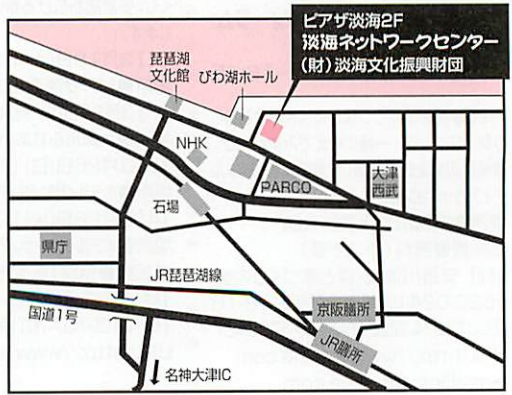 ピアザ淡海2F
淡海ネットワークセンター
(財)淡海文化振興財団
琵琶湖
文化館
びわ湖ホール
NHK
PARCO
大津
西武
石場
県庁
JR琵琶湖線
京阪膳所
国道1号
JR膳所
名神大津IC